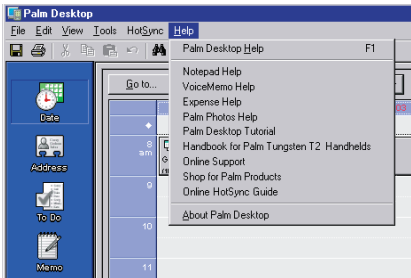 Palm Desktop
File Edit View Tools HotSync Help
Palm Desktop Help F1
Notepad Help
VoiceMemo Help
Expense Help
Palm Photos Help
Palm Desktop Tutorial
Handbook for Palm Tungsten T2 Handhelds
Online Support
Shop for Palm Products
Online HotSync Guide
About Palm Desktop
Go to...
Date
Address
To Do
Memo
8
am
9
10
11